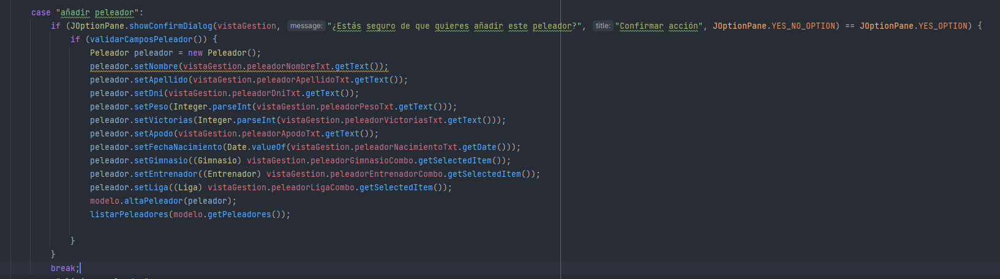 case "añadir peleador":
if (JOptionPane.showConfirmDialog(vistaGestion, message: "¿Estás seguro de que quieres añadir este peleador?", title: "Confirmar acción", JOptionPane.YES_NO_OPTION) == JOptionPane.YES_OPTION) {
if (validarCamposPeleador()) {
Peleador peleador = new Peleador();
peleador.setNombre(vistaGestion.peleadorNombreTxt.getText());
peleador.setApellido(vistaGestion.peleadorApellidoTxt.getText());
peleador.setDni(vistaGestion.peleadorDniTxt.getText());
peleador.setPeso(Integer.parseInt(vistaGestion.peleadorPesoTxt.getText()));
peleador.setVictorias(Integer.parseInt(vistaGestion.peleadorVictoriasTxt.getText()));
peleador.setApodo(vistaGestion.peleadorApodoTxt.getText());
peleador.setFechaNacimiento(Date.valueOf(vistaGestion.peleadorNacimientoTxt.getDate()));
peleador.setGimnasio((Gimnasio) vistaGestion.peleadorGimnasioCombo.getSelectedItem());
peleador.setEntrenador((Entrenador) vistaGestion.peleadorEntrenadorCombo.getSelectedItem());
peleador.setLiga((Liga) vistaGestion.peleadorLigaCombo.getSelectedItem());
modelo.altaPeleador(peleador);
listarPeleadores(modelo.getPeleadores());
}
}
break;